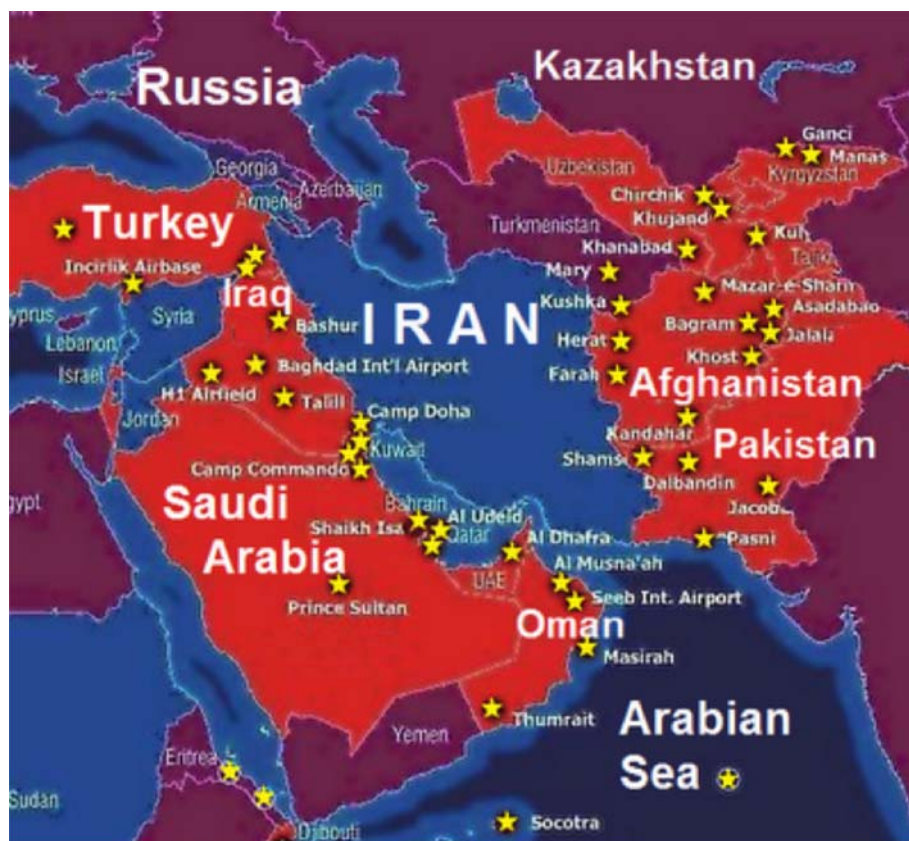 Russia
Kazakhstan
Ganci
Manas
Georgia
Uzbekistan
Kyrgyzstan
Azerbaijan
Armenia
Chirchik
Khujand
Turkey
Turkmenistan
Khanabad
Incirlik Airbase
Mary
Mazar-e-Sharif
Iraq
IRAN
Kushka
Asadabad
Cyprus
Syria
Bashur
Bagram
Jalala
Lebanon
Herat
Khost
Israel
Baghdad Int'l Airport
Farah
Afghanistan
H1 Airfield
Talill
Jordan
Camp Doha
Kandahar
Pakistan
Kuwait
Shamsi
Camp Commando
Dalbandin
Saudi
Arabia
Bahrain
Jacoba
Al Udeid
Shaikh Isa
Qatar
Al Dhafra
Pasni
Al Musna'ah
UAE
Prince Sultan
Seeb Int. Airport
Oman
Masirah
Thumrait
Arabian
Sea
Yemen
Eritrea
Sudan
Djibouti
Socotra